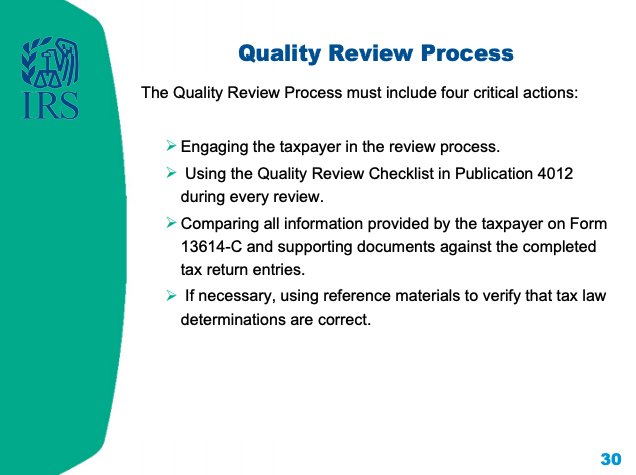 Quality Review Process
IRS
The Quality Review Process must include four critical actions:
Engaging the taxpayer in the review process.
Using the Quality Review Checklist in Publication 4012
during every review.
Comparing all information provided by the taxpayer on Form
13614-C and supporting documents against the completed
tax return entries.
If necessary, using reference materials to verify that tax law
determinations are correct.
30